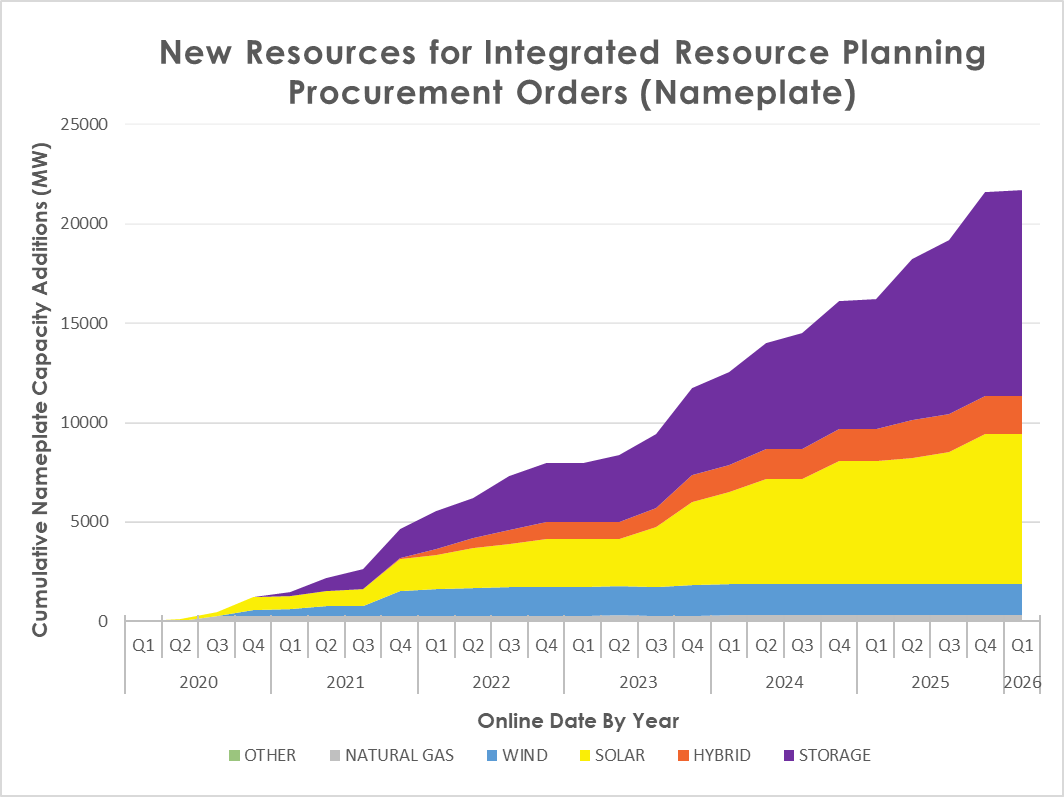 New Resources for Integrated Resource Planning
Procurement Orders (Nameplate)
Cumulative Nameplate Capacity Additions (MW)
25000
20000
15000
10000
5000
0
Q1 Q2 Q3 Q4 Q1 Q2 Q3 Q4 Q1 Q2 Q3 Q4 Q1 Q2 Q3 Q4 Q1 Q2 Q3 Q4 Q1 Q2 Q3 Q4 Q1
2020 2021 2022 2023 2024 2025 2026
Online Date By Year
OTHER NATURAL GAS WIND SOLAR HYBRID STORAGE